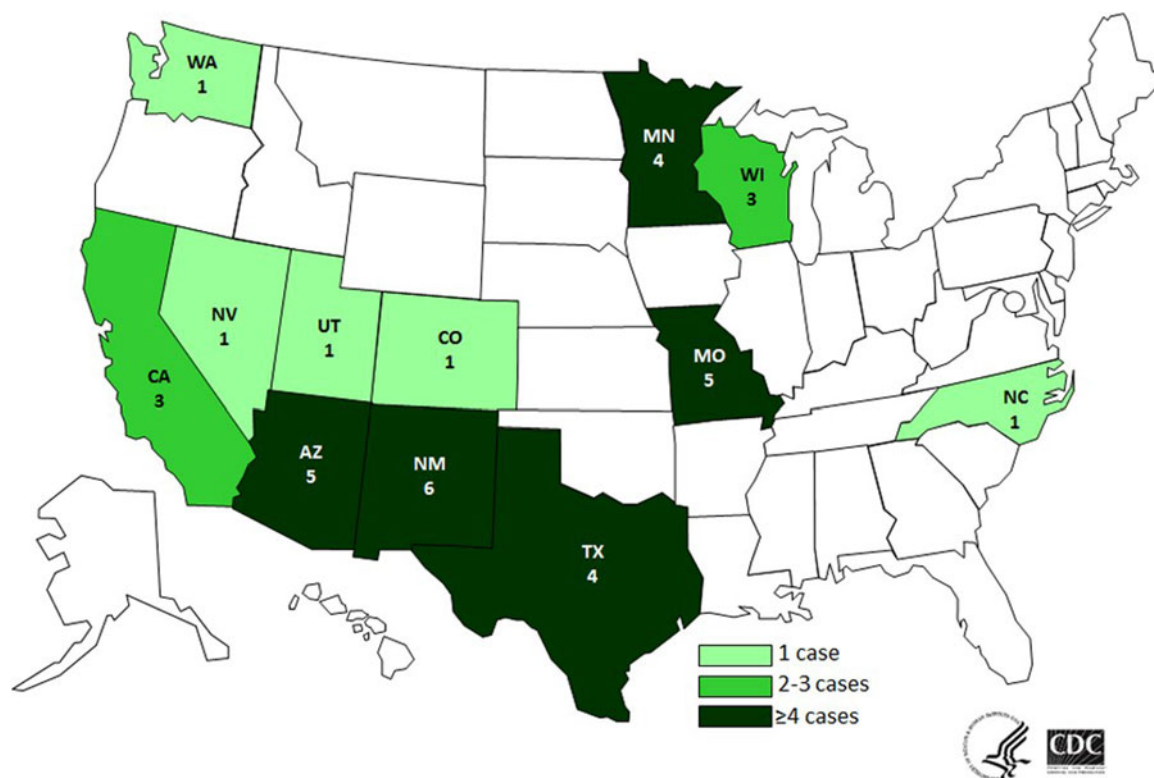 WA
1
MN
4
WI
3
NV
1
UT
1
CO
1
CA
3
MO
5
NC
1
AZ
5
NM
6
TX
4
1 case
2-3 cases
≥4 cases
CDC